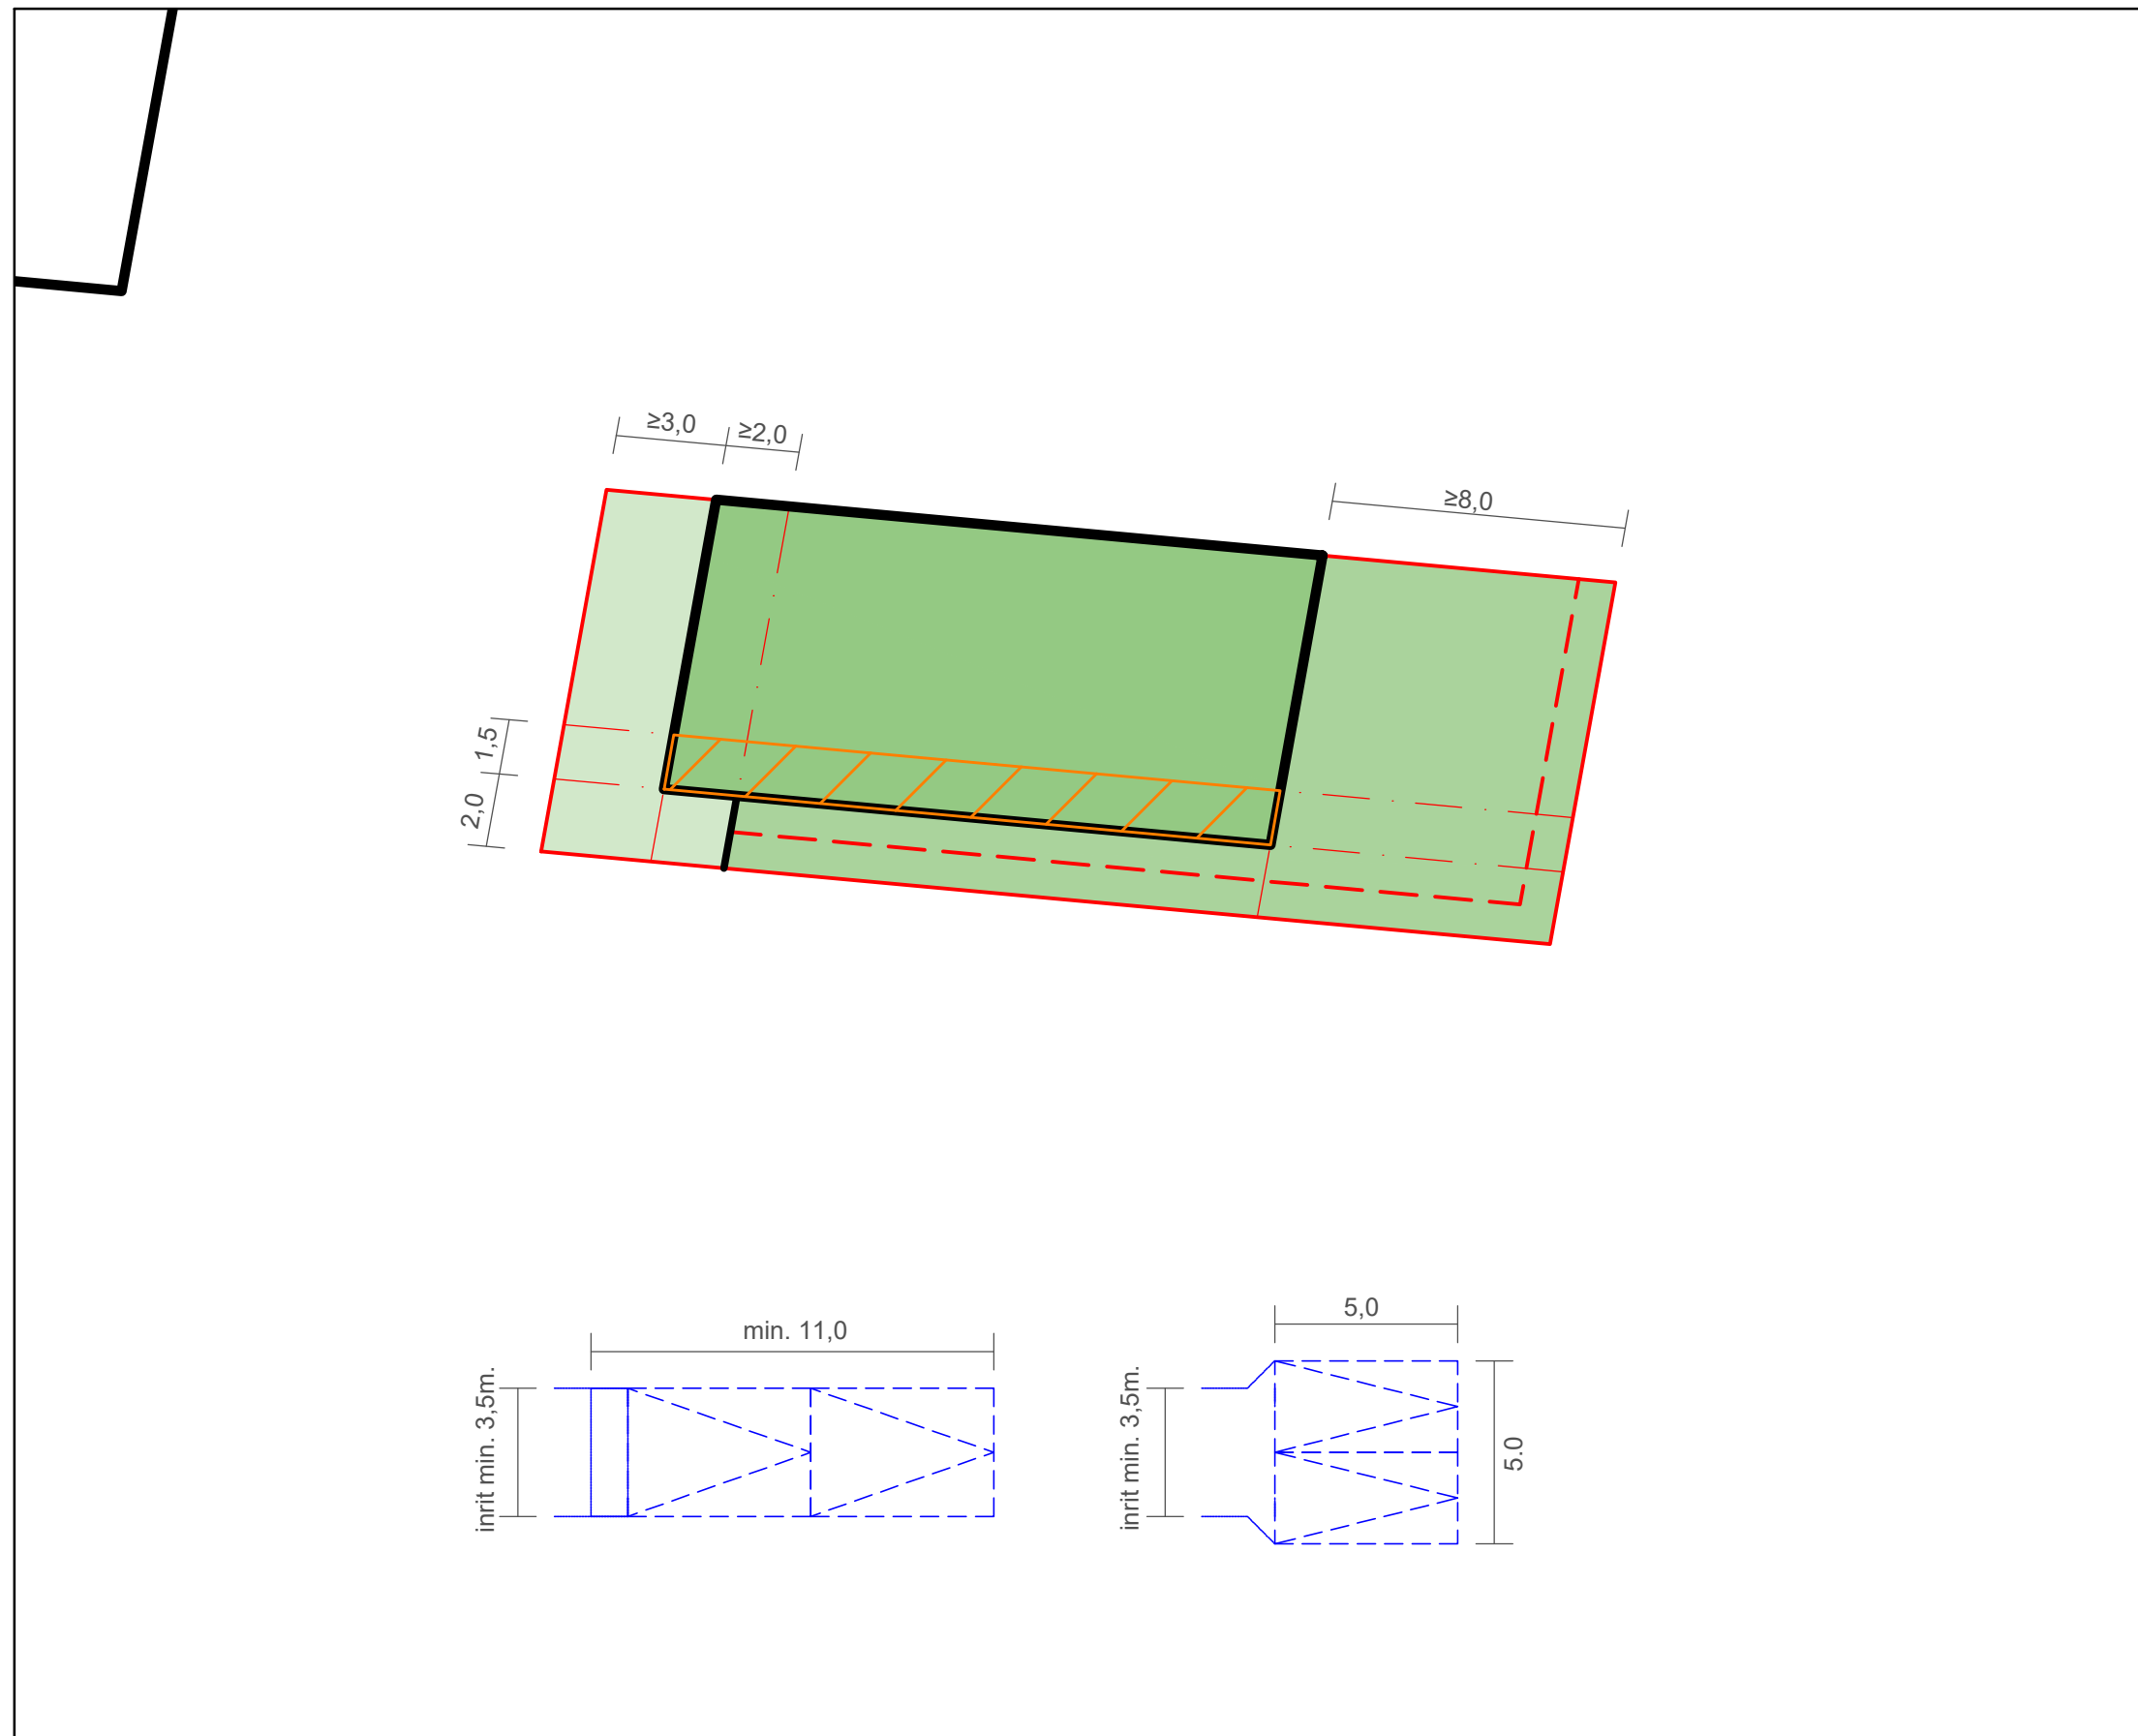 ≥3,0
≥2,0
≥8,0
1,5
2,0
min. 11,0
inrit min. 3,5m.
5,0
inrit min. 3,5m.
5.0